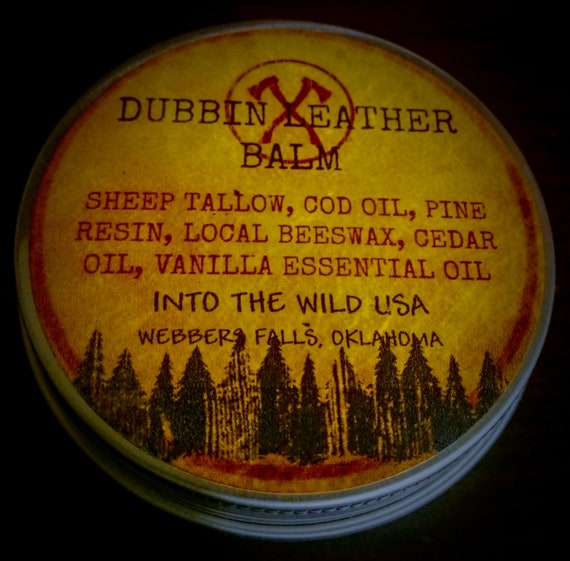 DUBBIN LEATHER
BALM
SHEEP TALLOW, COD OIL, PINE
RESIN, LOCAL BEESWAX, CEDAR
OIL, VANILLA ESSENTIAL OIL
INTO THE WILD USA
WEBBERS FALLS, OKLAHOMA